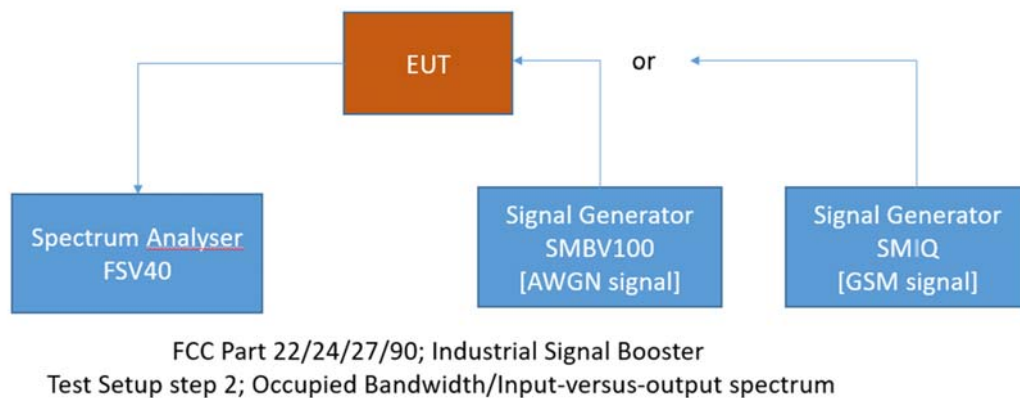 EUT
or
Spectrum Analyser
FSV40
Signal Generator
SMBV100
[AWGN signal]
Signal Generator
SMIQ
[GSM signal]
FCC Part 22/24/27/90; Industrial Signal Booster
Test Setup step 2; Occupied Bandwidth/Input-versus-output spectrum